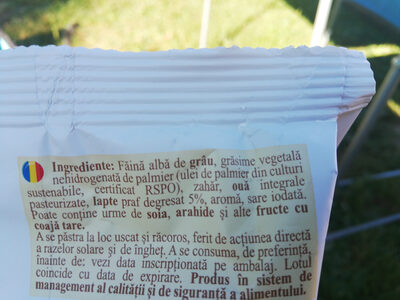 Ingrediente: Făină albă de grâu, grăsime vegetală
nehidrogenată de palmier (ulei de palmier din culturi
sustenabile, certificat RSPO), zahăr, ouă integrale
pasteurizate, lapte praf degresat 5%, aromă, sare iodată.
Poate conține urme de soia, arahide și alte fructe cu
coajă tare.
A se păstra la loc uscat și răcoros, ferit de acțiunea directă
a razelor solare și de îngheț. A se consuma, de preferință,
înainte de: vezi data inscripționată pe ambalaj. Lotul
coincide cu data de expirare. Produs în sistem de
management al calității și de siguranță a alimentului.